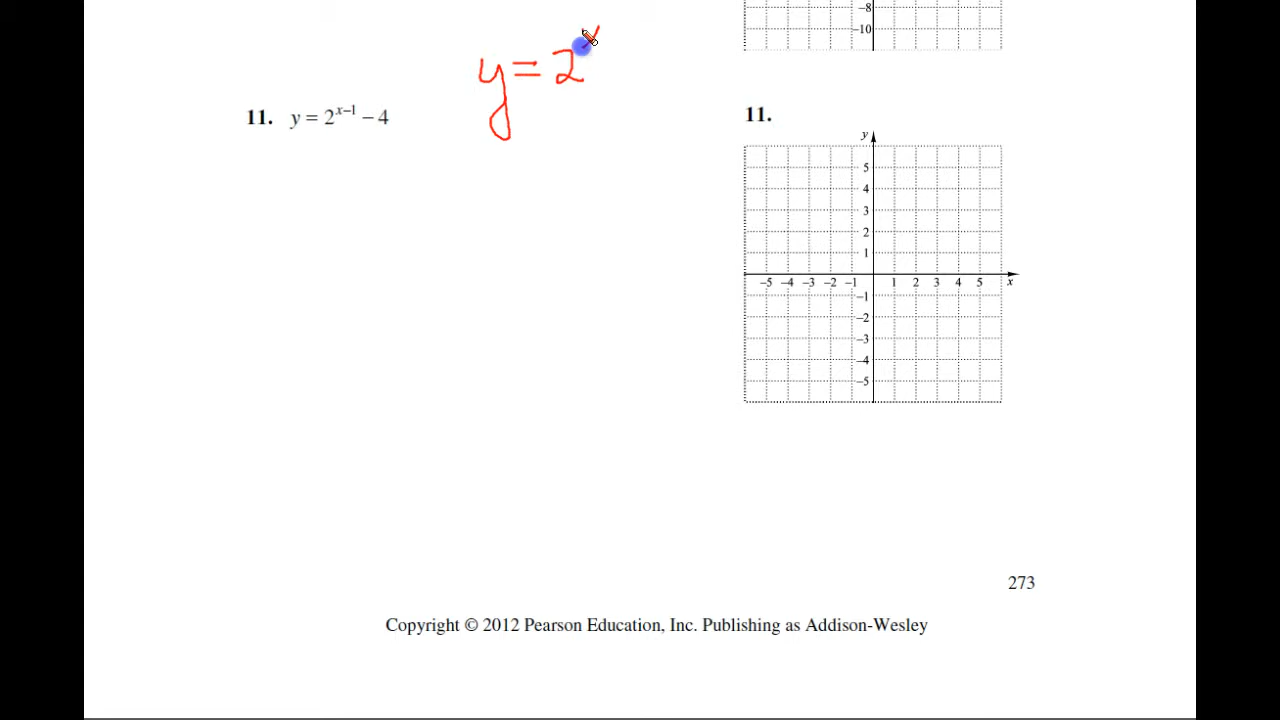 -8
-10
y = 2^x
11. y = 2^{x–1} – 4
11.
y
5
4
3
2
1
-5 -4 -3 -2 -1 1 2 3 4 5 x
-1
-2
-3
-4
-5
273
Copyright © 2012 Pearson Education, Inc. Publishing as Addison-Wesley